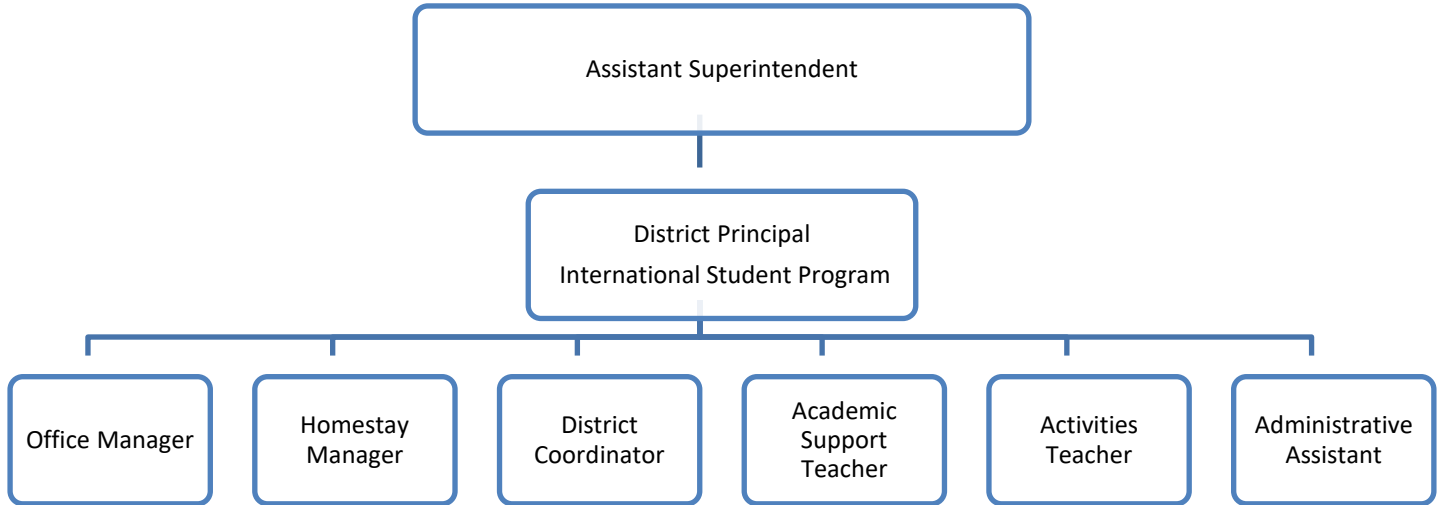 Assistant Superintendent
District Principal
International Student Program
Office Manager
Homestay
Manager
District
Coordinator
Academic
Support
Teacher
Activities
Teacher
Administrative
Assistant